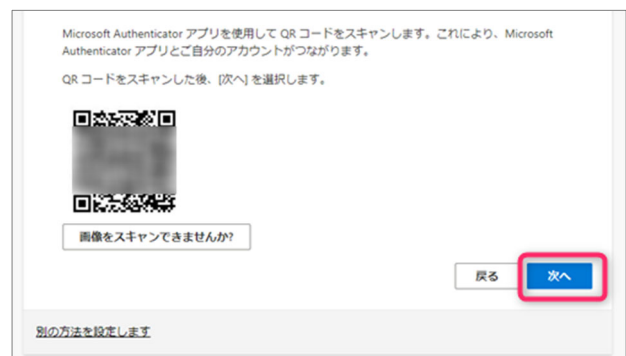 Microsoft Authenticator アプリを使用して QR コードをスキャンします。これにより、Microsoft
Authenticator アプリとご自分のアカウントがつながります。
QR コードをスキャンした後、[次へ] を選択します。
画像をスキャンできませんか?
戻る
次へ
別の方法を設定します